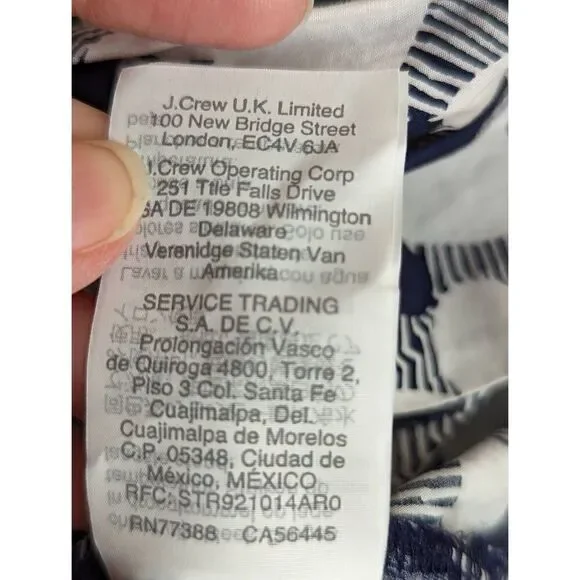 J.Crew U.K. Limited
100 New Bridge Street
London, EC4V 6JA
J.Crew Operating Corp
251 Ttle Falls Drive
SA DE 19808 Wilmington
Delaware
Verenidge Staten Van
Amerika
SERVICE TRADING
S.A. DE C.V.
Prolongación Vasco
de Quiroga 4800, Torre 2,
Piso 3 Col. Santa Fe
Cuajimalpa, Del.
Cuajimalpa de Morelos
C.P. 05348, Ciudad de
México, MÉXICO
RFC: STR921014AR0
RN77388 CA56445